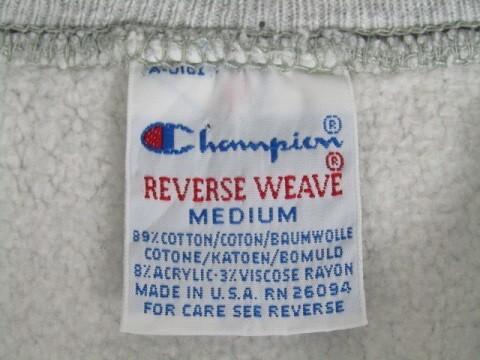 Champion®
REVERSE WEAVE®
MEDIUM
89% COTTON/COTON/BAUMWOLLE
COTONE/KATOEN/BOMULD
8% ACRYLIC·3% VISCOSE RAYON
MADE IN U.S.A. RN 26094
FOR CARE SEE REVERSE